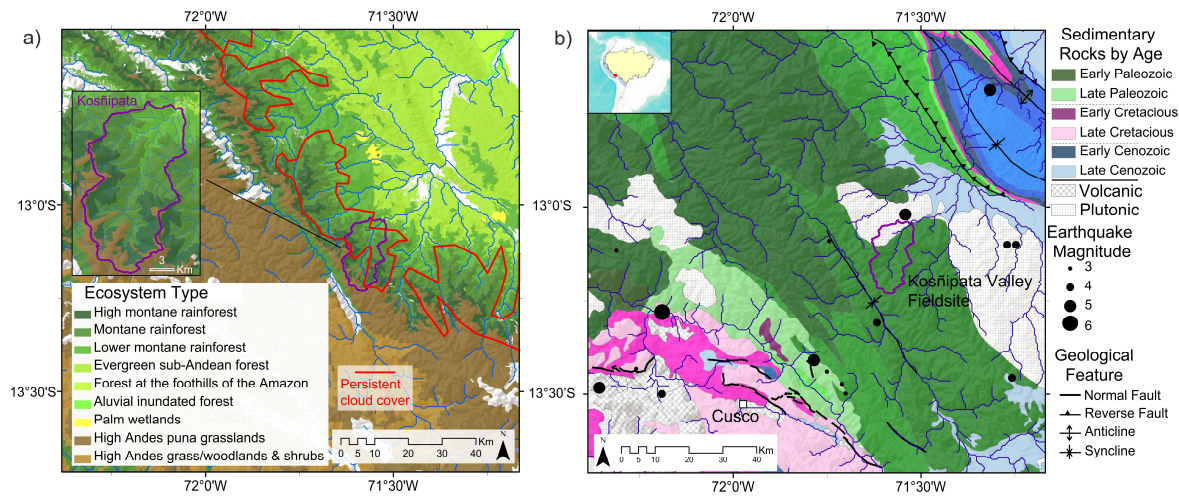 a)
72°0'W
71°30'W
Kosñipata
13°0'S
3
Km
Ecosystem Type
High montane rainforest
Montane rainforest
Lower montane rainforest
Evergreen sub-Andean forest
Forest at the foothills of the Amazon
Aluvial inundated forest
Palm wetlands
High Andes puna grasslands
High Andes grass/woodlands & shrubs
Persistent
cloud cover
13°30'S
N
Km
0 5 10 20 30 40
72°0'W
71°30'W
b)
72°0'W
71°30'W
13°0'S
Kosñipata Valley
Fieldsite
13°30'S
Cusco
N
Km
0 5 10 20 30 40
72°0'W
71°30'W
Sedimentary
Rocks by Age
Early Paleozoic
Late Paleozoic
Early Cretacious
Late Cretacious
Early Cenozoic
Late Cenozoic
Volcanic
Plutonic
Earthquake
Magnitude
3
4
5
6
Geological
Feature
Normal Fault
Reverse Fault
Anticline
Syncline